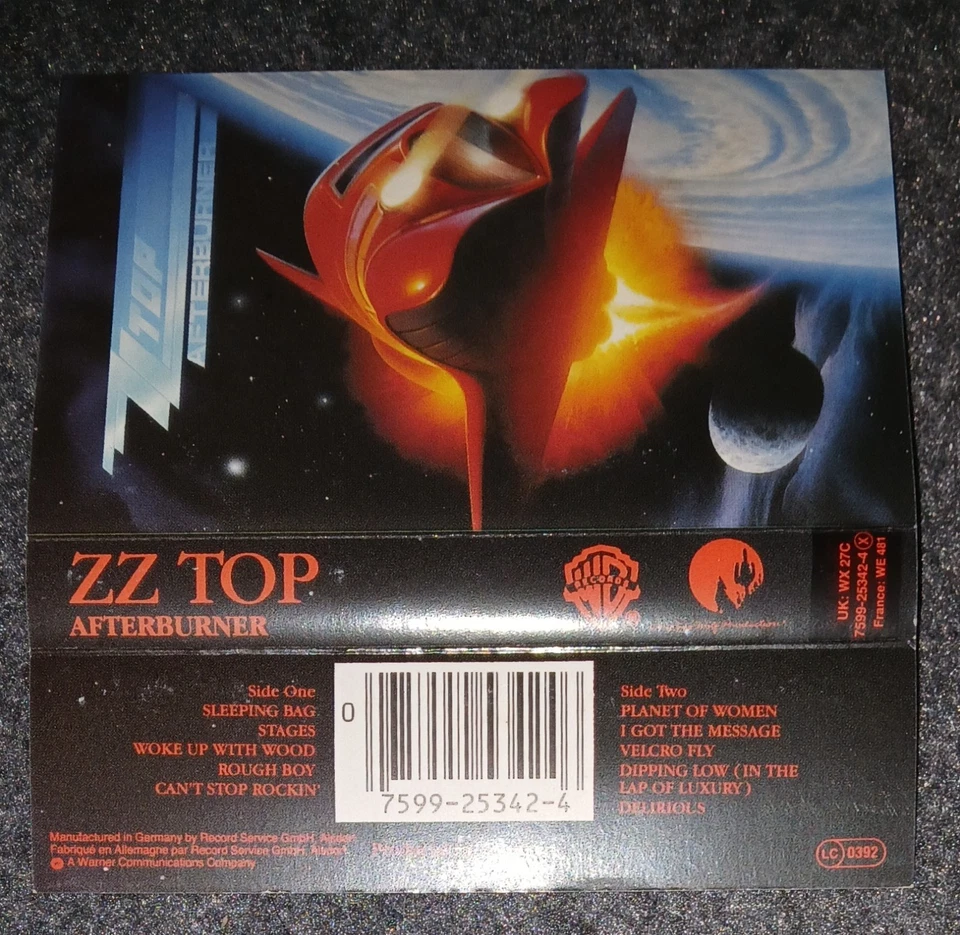 ZZ TOP
AFTERBURNER
ZZ TOP
AFTERBURNER
RECORDS
UK: WX 27C
7599-25342-4 X
France: WE 481
Side One
SLEEPING BAG
STAGES
WOKE UP WITH WOOD
ROUGH BOY
CAN'T STOP ROCKIN'
0
7599-25342-4
Side Two
PLANET OF WOMEN
I GOT THE MESSAGE
VELCRO FLY
DIPPING LOW (IN THE
LAP OF LUXURY)
DELIRIOUS
Manufactured in Germany by Record Service GmbH, Alsdorf.
Fabriqué en Allemagne par Record Service GmbH, Alsdorf.
A Warner Communications Company
LC 0392